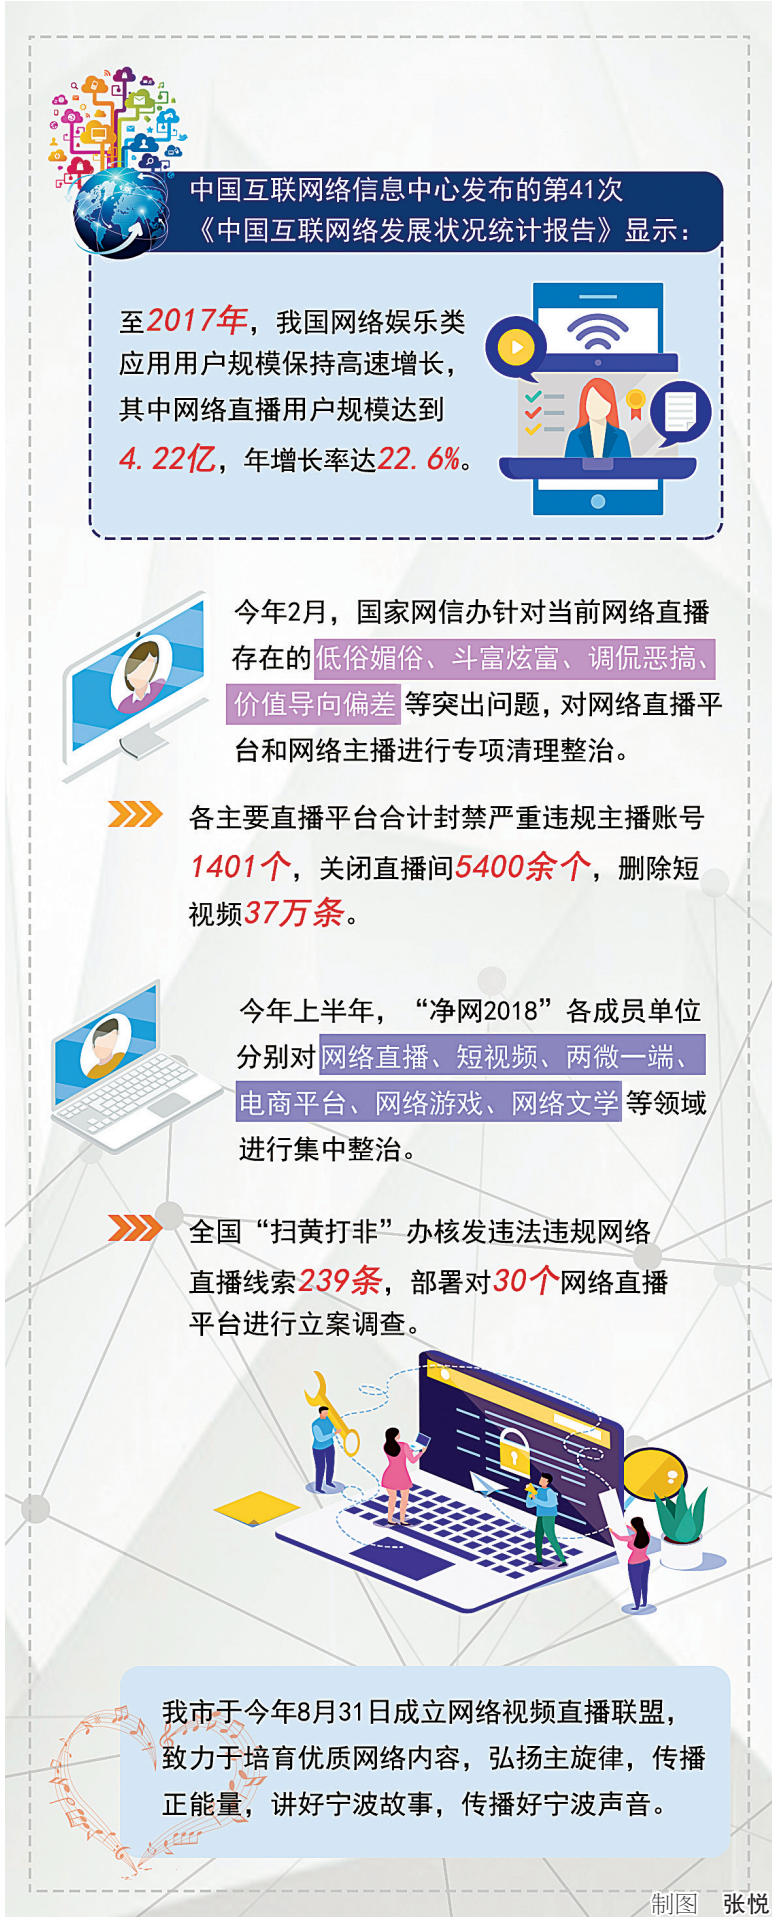 中国互联网络信息中心发布的第41次
《中国互联网络发展状况统计报告》显示：
至2017年，我国网络娱乐类
应用用户规模保持高速增长，
其中网络直播用户规模达到
4.22亿，年增长率达22.6%。
今年2月，国家网信办针对当前网络直播
存在的低俗媚俗、斗富炫富、调侃恶搞、
价值导向偏差等突出问题，对网络直播平
台和网络主播进行专项清理整治。
各主要直播平台合计封禁严重违规主播账号
1401个，关闭直播间5400余个，删除短
视频37万条。
今年上半年，“净网2018”各成员单位
分别对网络直播、短视频、两微一端、
电商平台、网络游戏、网络文学等领域
进行集中整治。
全国“扫黄打非”办核发违法违规网络
直播线索239条，部署对30个网络直播
平台进行立案调查。
我市于今年8月31日成立网络视频直播联盟，
致力于培育优质网络内容，弘扬主旋律，传播
正能量，讲好宁波故事，传播好宁波声音。
制图 张悦